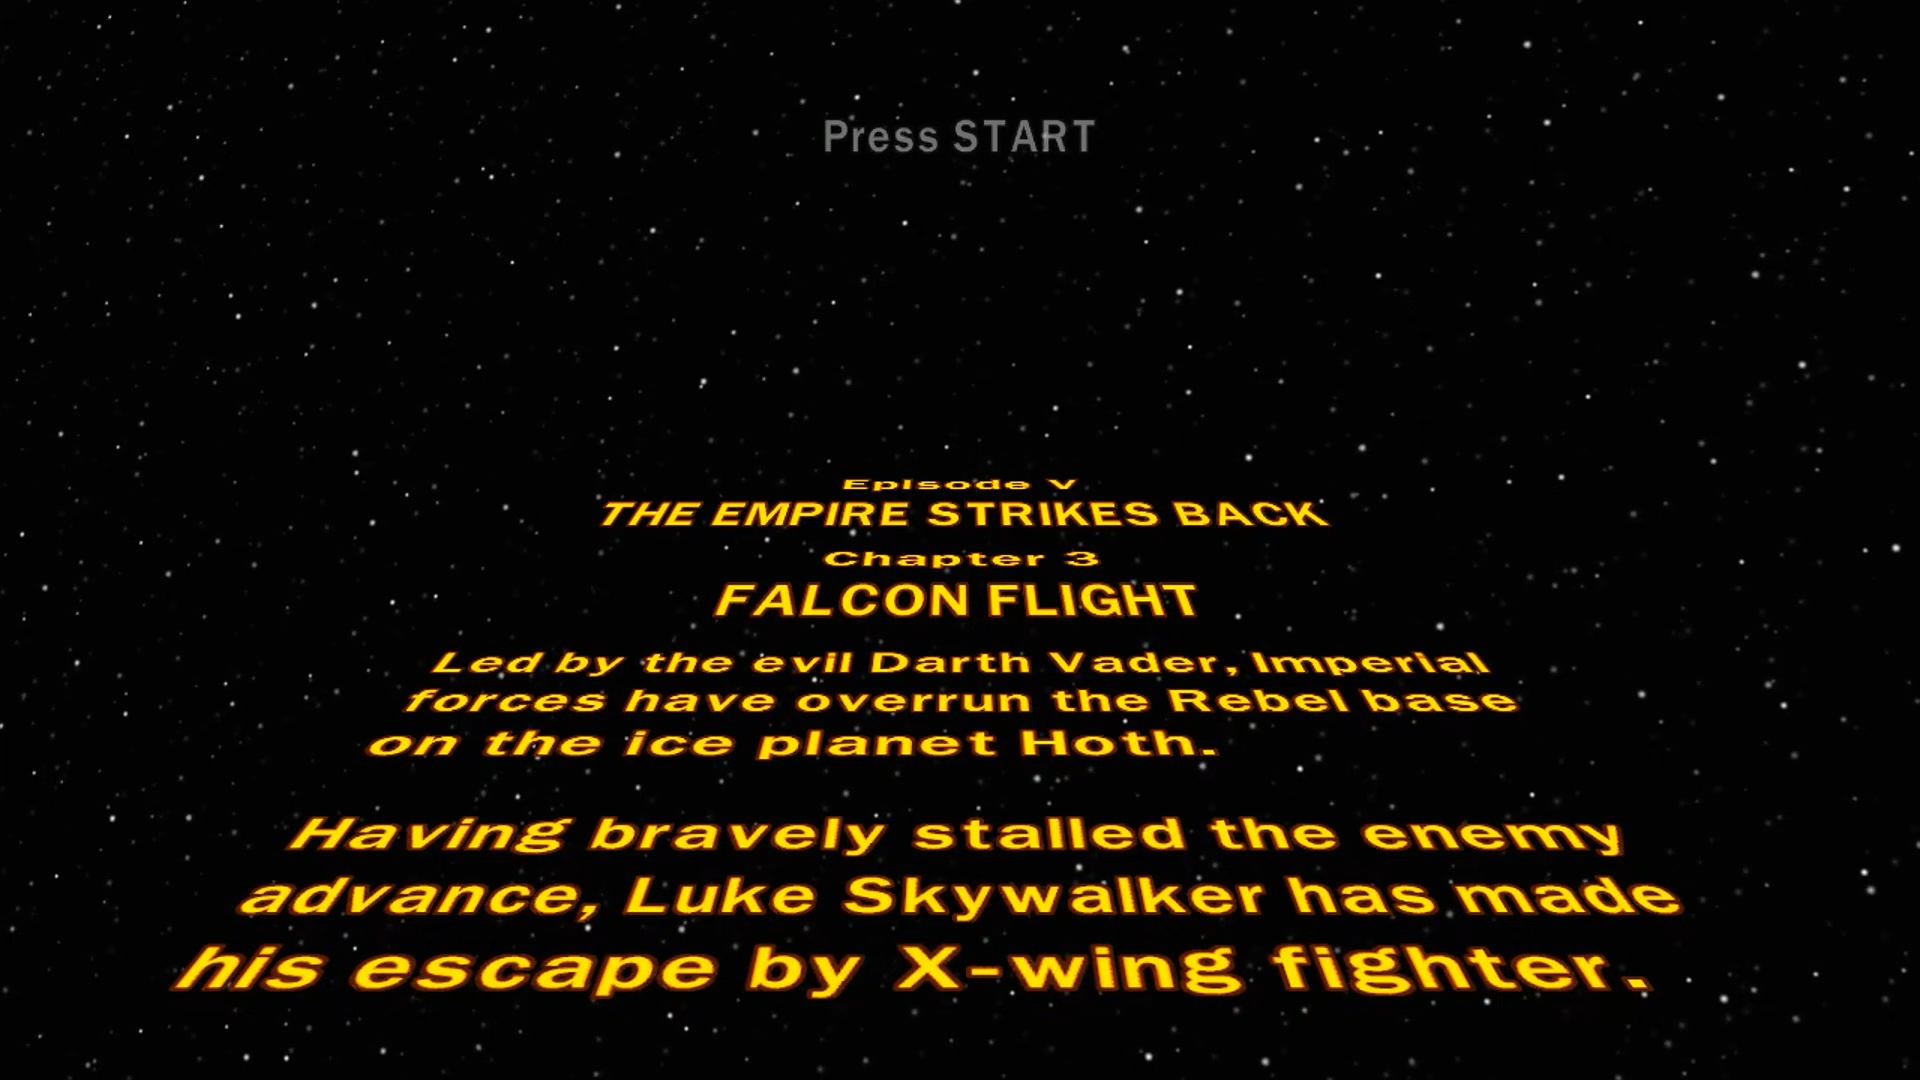 Press START
Episode V
THE EMPIRE STRIKES BACK
Chapter 3
FALCON FLIGHT
Led by the evil Darth Vader, Imperial
forces have overrun the Rebel base
on the ice planet Hoth.
Having bravely stalled the enemy
advance, Luke Skywalker has made
his escape by X-wing fighter.